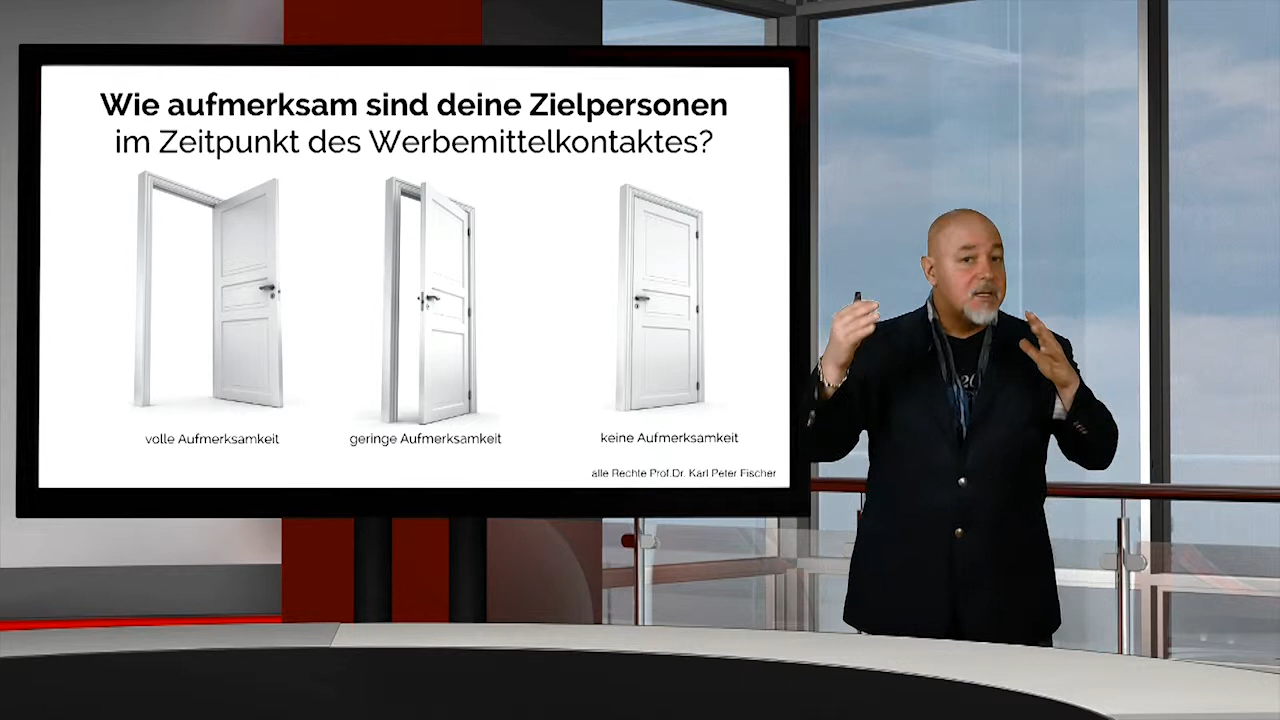 Wie aufmerksam sind deine Zielpersonen
im Zeitpunkt des Werbemittelkontaktes?
volle Aufmerksamkeit
geringe Aufmerksamkeit
keine Aufmerksamkeit
alle Rechte Prof.Dr. Karl Peter Fischer